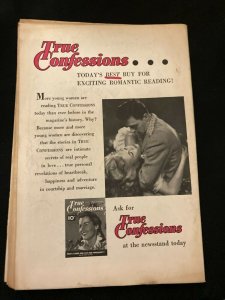 True
Confessions...
TODAY'S BEST BUY FOR
EXCITING ROMANTIC READING!
More young women are
reading TRUE CONFESSIONS
today than ever before in the
magazine's history. Why?
Because more and more
young women are discovering
that the stories in TRUE
CONFESSIONS are intimate
secrets of real people
in love ... true personal
revelations of heartbreak,
happiness and adventure
in courtship and marriage.
True
Confessions
10¢
Ask for
True
Confessions
at the newsstand today